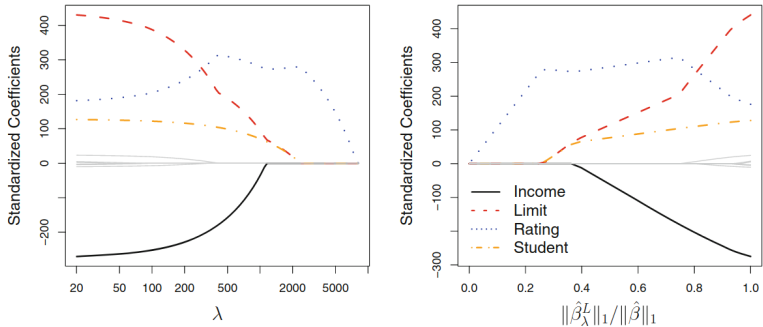 Standardized Coefficients
400
300
200
100
0
−200
20 50 100 200 500 2000 5000
λ
Standardized Coefficients
400
300
200
100
0
−100
−300
Income
Limit
Rating
Student
0.0 0.2 0.4 0.6 0.8 1.0
‖β̂λᴸ‖₁/‖β̂‖₁